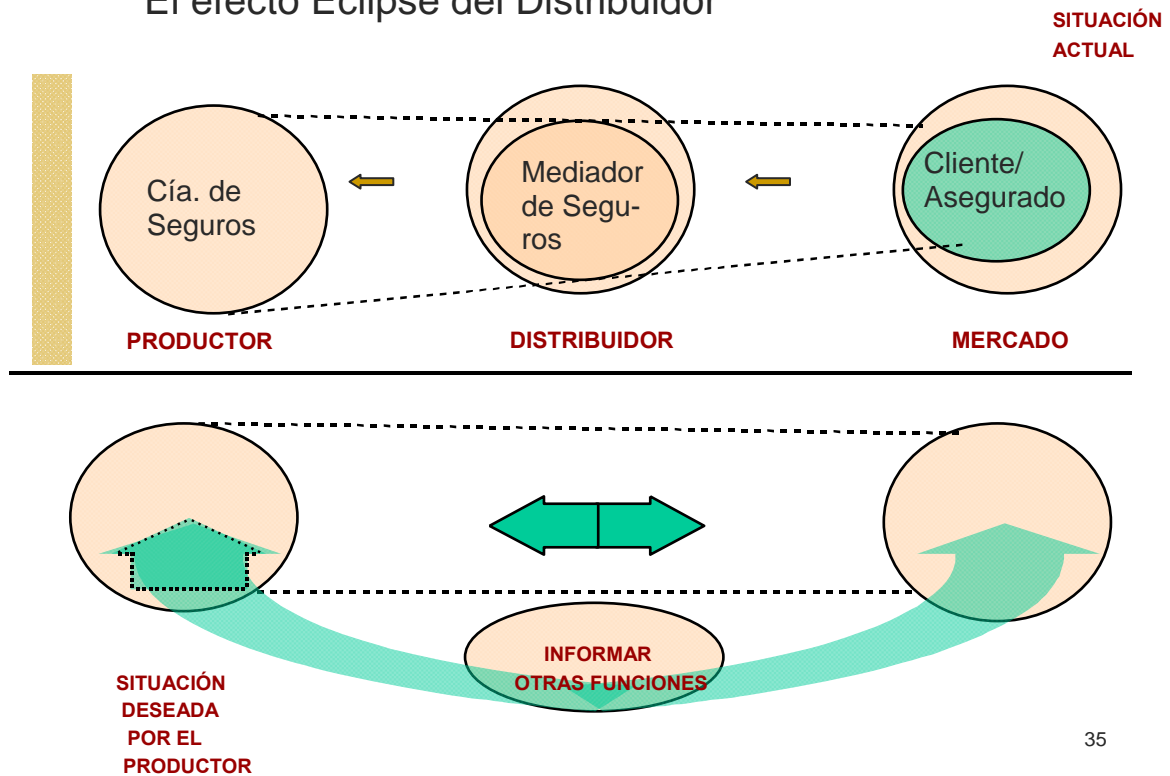 El efecto Eclipse del Distribuidor
SITUACIÓN
ACTUAL
Cía. de
Seguros
Mediador
de Segu-
ros
Cliente/
Asegurado
PRODUCTOR
DISTRIBUIDOR
MERCADO
INFORMAR
OTRAS FUNCIONES
SITUACIÓN
DESEADA
POR EL
PRODUCTOR
35